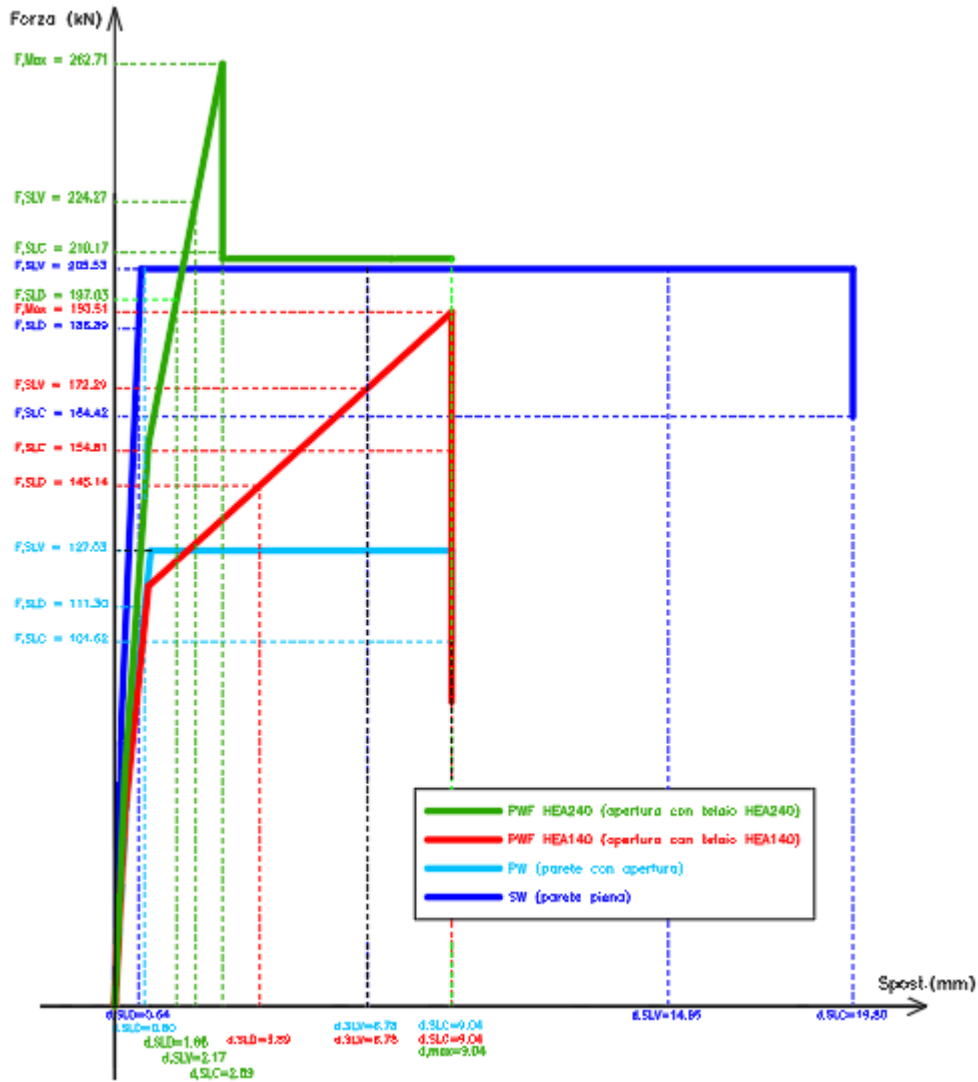 Forza (kN)
F,Max = 262.71
F,SLV = 224.27
F,SLC = 210.17
F,SLV = 205.53
F,SLD = 197.03
F,Max = 193.51
F,SLD =
F,SLV = 172.29
F,SLC = 164.42
F,SLC = 154.81
F,SLD = 145.14
F,SLV = 127.03
F,SLD = 111.30
F,SLC = 101.62
PWF HEA240 (apertura con telaio HEA240)
PWF HEA140 (apertura con telaio HEA140)
PW (parete con apertura)
SW (parete piena)
Spost.(mm)
d,SLD=0.64 d,SLV=14.85 d,SLC=19.80
d,SLD=0.80 d,SLV=6.78 d,SLC=9.04
d,SLD=1.66 d,SLD=3.89 d,SLV=6.78 d,SLC=9.04
d,SLV=2.17 d,max=9.04
d,SLC=2.89